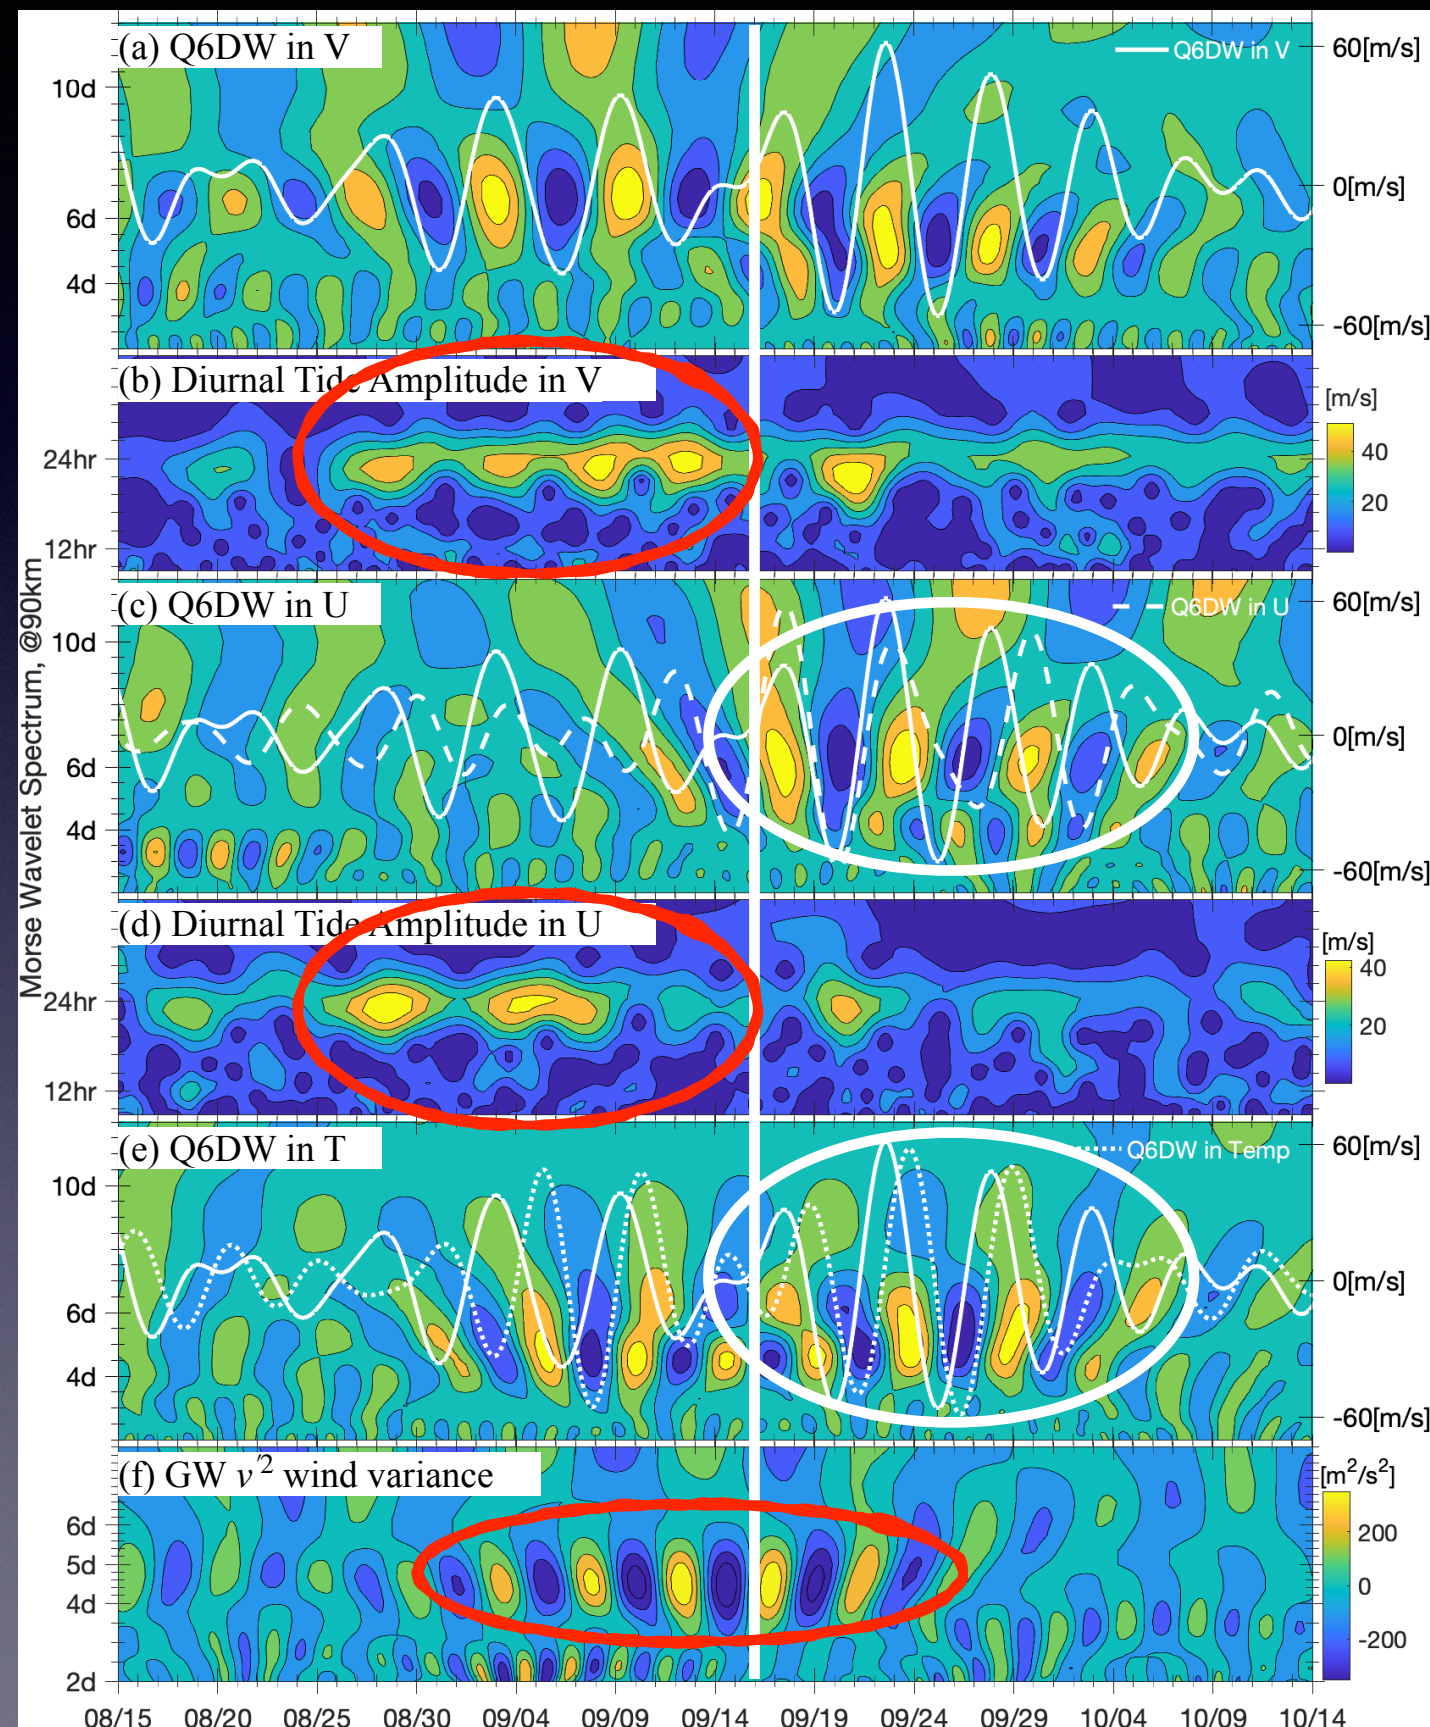 (a) Q6DW in V
Q6DW in V
60[m/s]
10d
0[m/s]
6d
4d
-60[m/s]
(b) Diurnal Tide Amplitude in V
[m/s]
24hr
40
20
12hr
Morse Wavelet Spectrum, @90km
(c) Q6DW in U
Q6DW in U
60[m/s]
10d
0[m/s]
6d
4d
-60[m/s]
(d) Diurnal Tide Amplitude in U
[m/s]
40
24hr
20
12hr
(e) Q6DW in T
Q6DW in Temp
60[m/s]
10d
0[m/s]
6d
4d
-60[m/s]
(f) GW v′² wind variance
[m²/s²]
6d
200
5d
0
4d
-200
2d
08/15 08/20 08/25 08/30 09/04 09/09 09/14 09/19 09/24 09/29 10/04 10/09 10/14